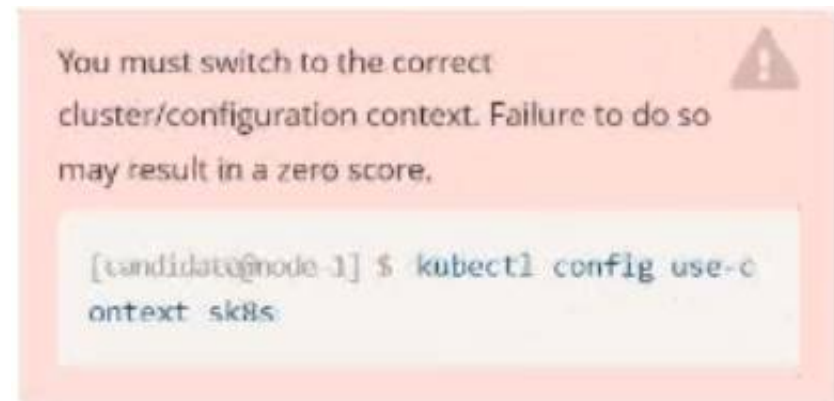 You must switch to the correct
cluster/configuration context. Failure to do so
may result in a zero score.
[candidate@node-1] $ kubectl config use-c
ontext sk8s